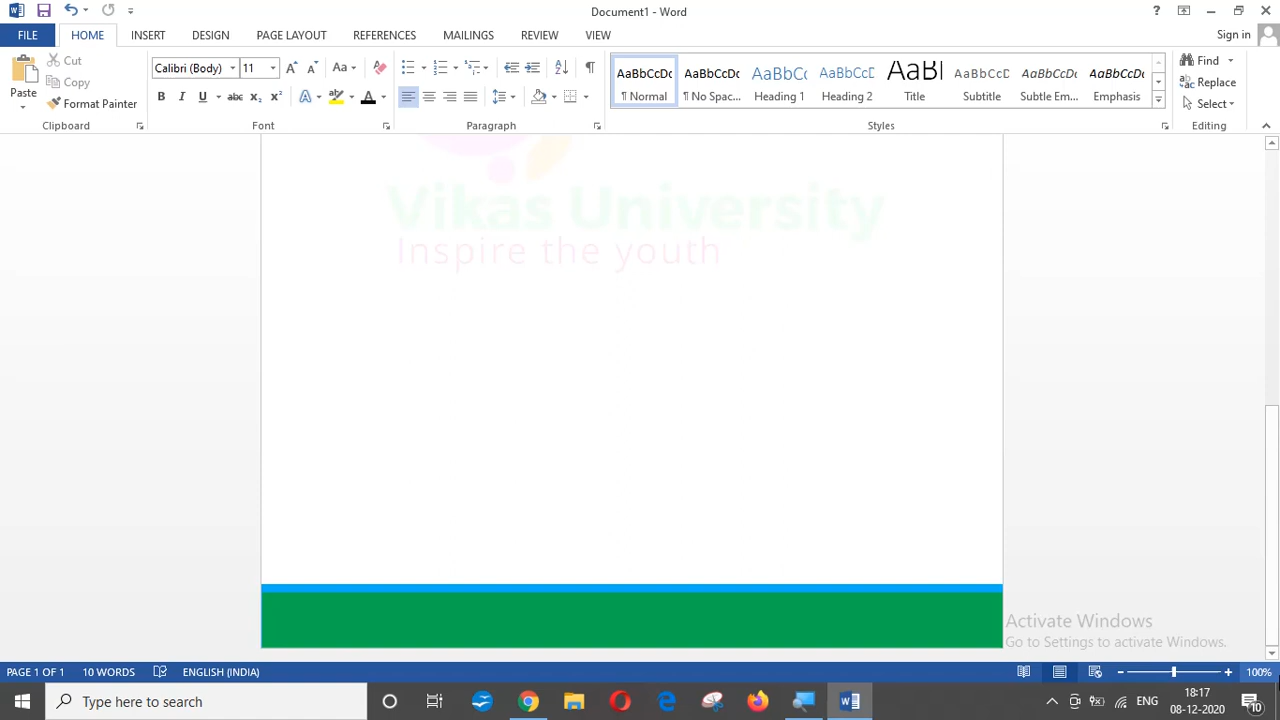 Document1 - Word
Sign in
FILE HOME INSERT DESIGN PAGE LAYOUT REFERENCES MAILINGS REVIEW VIEW
Paste
Cut
Copy
Format Painter
Clipboard
Calibri (Body) 11
Font
Paragraph
AaBbCcDc AaBbCcDc AaBbCc AaBbCcD AaBl AaBbCcD AaBbCcDc AaBbCcDc
¶ Normal ¶ No Spac... Heading 1 Heading 2 Title Subtitle Subtle Em... Emphasis
Styles
Find
Replace
Select
Editing
Vikas University
Inspire the youth
Activate Windows
Go to Settings to activate Windows.
PAGE 1 OF 1 10 WORDS ENGLISH (INDIA) 100%
Type here to search
ENG
18:17
08-12-2020
10